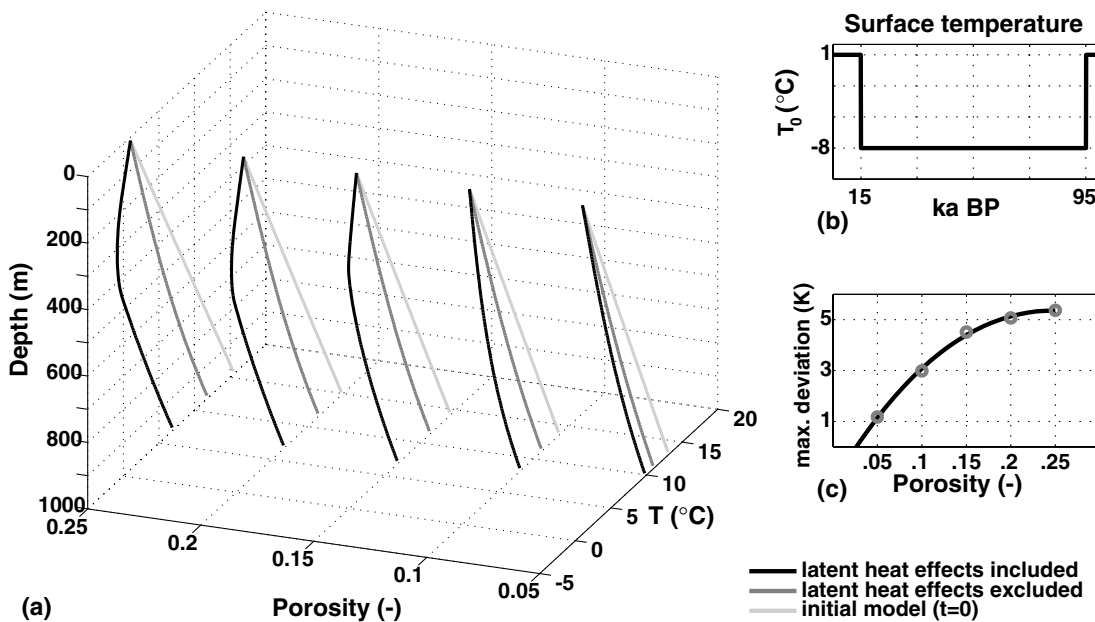 0
200
400
600
800
1000
Depth (m)
0.25
0.2
0.15
0.1
0.05
Porosity (-)
-5
0
5
10
15
20
T (°C)
(a)
Surface temperature
1
-8
T0 (°C)
15
95
ka BP
(b)
5
3
1
max. deviation (K)
.05
.1
.15
.2
.25
Porosity (-)
(c)
latent heat effects included
latent heat effects excluded
initial model (t=0)